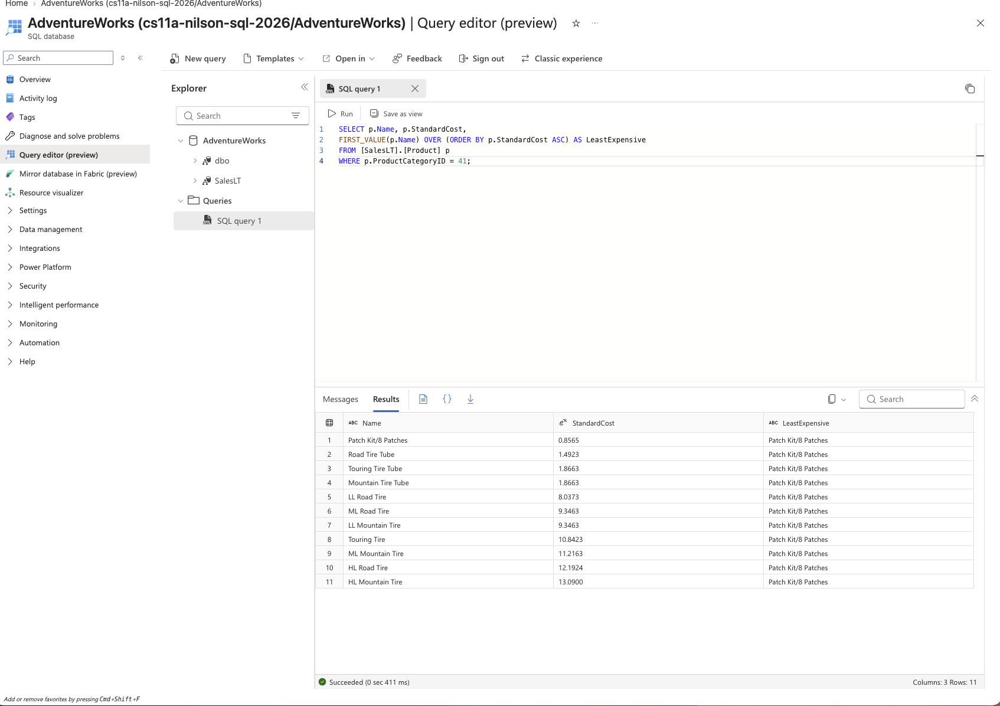 Home › AdventureWorks (cs11a-nilson-sql-2026/AdventureWorks)
AdventureWorks (cs11a-nilson-sql-2026/AdventureWorks) | Query editor (preview)
SQL database
Search
Overview
Activity log
Tags
Diagnose and solve problems
Query editor (preview)
Mirror database in Fabric (preview)
Resource visualizer
Settings
Data management
Integrations
Power Platform
Security
Intelligent performance
Monitoring
Automation
Help
New query Templates Open in Feedback Sign out Classic experience
Explorer
Search
AdventureWorks
dbo
SalesLT
Queries
SQL query 1
SQL query 1
Run Save as view
1 SELECT p.Name, p.StandardCost,
2 FIRST_VALUE(p.Name) OVER (ORDER BY p.StandardCost ASC) AS LeastExpensive
3 FROM [SalesLT].[Product] p
4 WHERE p.ProductCategoryID = 41;
Messages Results {} Search
ABC Name StandardCost ABC LeastExpensive
1 Patch Kit/8 Patches 0.8565 Patch Kit/8 Patches
2 Road Tire Tube 1.4923 Patch Kit/8 Patches
3 Touring Tire Tube 1.8663 Patch Kit/8 Patches
4 Mountain Tire Tube 1.8663 Patch Kit/8 Patches
5 LL Road Tire 8.0373 Patch Kit/8 Patches
6 ML Road Tire 9.3463 Patch Kit/8 Patches
7 LL Mountain Tire 9.3463 Patch Kit/8 Patches
8 Touring Tire 10.8423 Patch Kit/8 Patches
9 ML Mountain Tire 11.2163 Patch Kit/8 Patches
10 HL Road Tire 12.1924 Patch Kit/8 Patches
11 HL Mountain Tire 13.0900 Patch Kit/8 Patches
Succeeded (0 sec 411 ms) Columns: 3 Rows: 11
Add or remove favorites by pressing Cmd+Shift+F